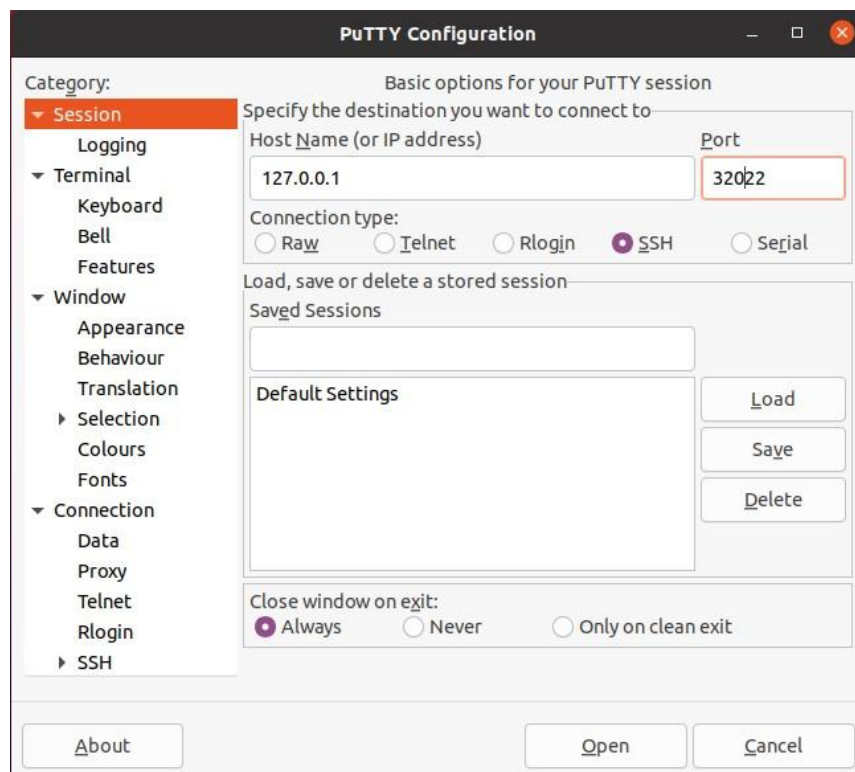 PuTTY Configuration
Category:
Session
Logging
Terminal
Keyboard
Bell
Features
Window
Appearance
Behaviour
Translation
Selection
Colours
Fonts
Connection
Data
Proxy
Telnet
Rlogin
SSH
Basic options for your PuTTY session
Specify the destination you want to connect to
Host Name (or IP address) Port
127.0.0.1 32022
Connection type:
Raw Telnet Rlogin SSH Serial
Load, save or delete a stored session
Saved Sessions
Default Settings
Load
Save
Delete
Close window on exit:
Always Never Only on clean exit
About Open Cancel